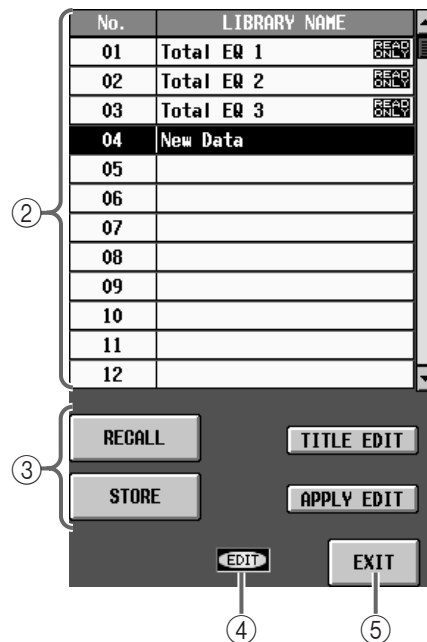 No. LIBRARY NAME
01 Total EQ 1 READ ONLY
02 Total EQ 2 READ ONLY
03 Total EQ 3 READ ONLY
04 New Data
05
06
07
08
09
10
11
12
②
RECALL TITLE EDIT
③
STORE APPLY EDIT
EDIT EXIT
④ ⑤